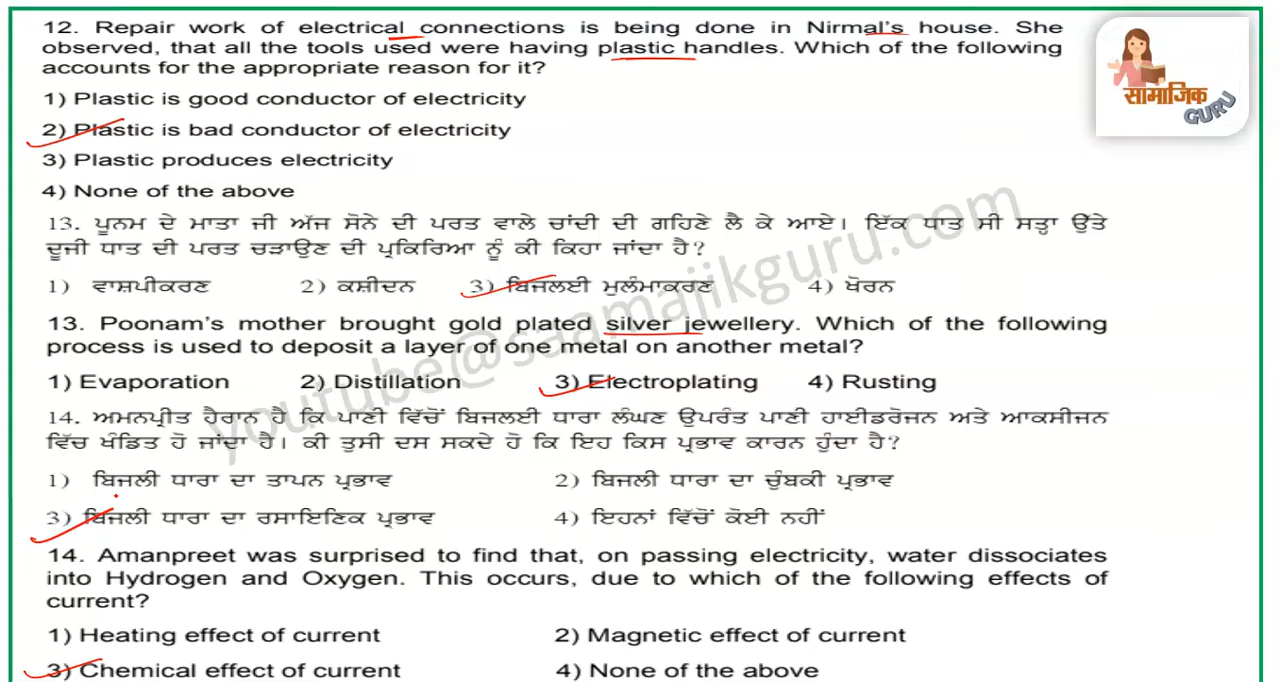 12. Repair work of electrical connections is being done in Nirmal's house. She
observed, that all the tools used were having plastic handles. Which of the following
accounts for the appropriate reason for it?
1) Plastic is good conductor of electricity
2) Plastic is bad conductor of electricity
3) Plastic produces electricity
4) None of the above
13. ਪੂਨਮ ਦੇ ਮਾਤਾ ਜੀ ਅੱਜ ਸੋਨੇ ਦੀ ਪਰਤ ਵਾਲੇ ਚਾਂਦੀ ਦੀ ਗਹਿਣੇ ਲੈ ਕੇ ਆਏ। ਇੱਕ ਧਾਤ ਸੀ ਸਤ੍ਹਾ ਉੱਤੇ
ਦੂਜੀ ਧਾਤ ਦੀ ਪਰਤ ਚੜਾਉਣ ਦੀ ਪ੍ਰਕਿਰਿਆ ਨੂੰ ਕੀ ਕਿਹਾ ਜਾਂਦਾ ਹੈ?
1) ਵਾਸ਼ਪੀਕਰਣ 2) ਕਸ਼ੀਦਨ 3) ਬਿਜਲਈ ਮੁਲੰਮਾਕਰਣ 4) ਖੋਰਨ
13. Poonam's mother brought gold plated silver jewellery. Which of the following
process is used to deposit a layer of one metal on another metal?
1) Evaporation 2) Distillation 3) Electroplating 4) Rusting
14. ਅਮਨਪ੍ਰੀਤ ਹੈਰਾਨ ਹੈ ਕਿ ਪਾਣੀ ਵਿੱਚੋਂ ਬਿਜਲਈ ਧਾਰਾ ਲੰਘਣ ਉਪਰੰਤ ਪਾਣੀ ਹਾਈਡਰੋਜਨ ਅਤੇ ਆਕਸੀਜਨ
ਵਿੱਚ ਖੰਡਿਤ ਹੋ ਜਾਂਦਾ ਹੈ। ਕੀ ਤੁਸੀ ਦਸ ਸਕਦੇ ਹੋ ਕਿ ਇਹ ਕਿਸ ਪ੍ਰਭਾਵ ਕਾਰਨ ਹੁੰਦਾ ਹੈ?
1) ਬਿਜਲੀ ਧਾਰਾ ਦਾ ਤਾਪਨ ਪ੍ਰਭਾਵ 2) ਬਿਜਲੀ ਧਾਰਾ ਦਾ ਚੁੰਬਕੀ ਪ੍ਰਭਾਵ
3) ਬਿਜਲੀ ਧਾਰਾ ਦਾ ਰਸਾਇਣਿਕ ਪ੍ਰਭਾਵ 4) ਇਹਨਾਂ ਵਿੱਚੋਂ ਕੋਈ ਨਹੀਂ
14. Amanpreet was surprised to find that, on passing electricity, water dissociates
into Hydrogen and Oxygen. This occurs, due to which of the following effects of
current?
1) Heating effect of current 2) Magnetic effect of current
3) Chemical effect of current 4) None of the above
सामाजिक
GURU
youtube@saamajikguru.com